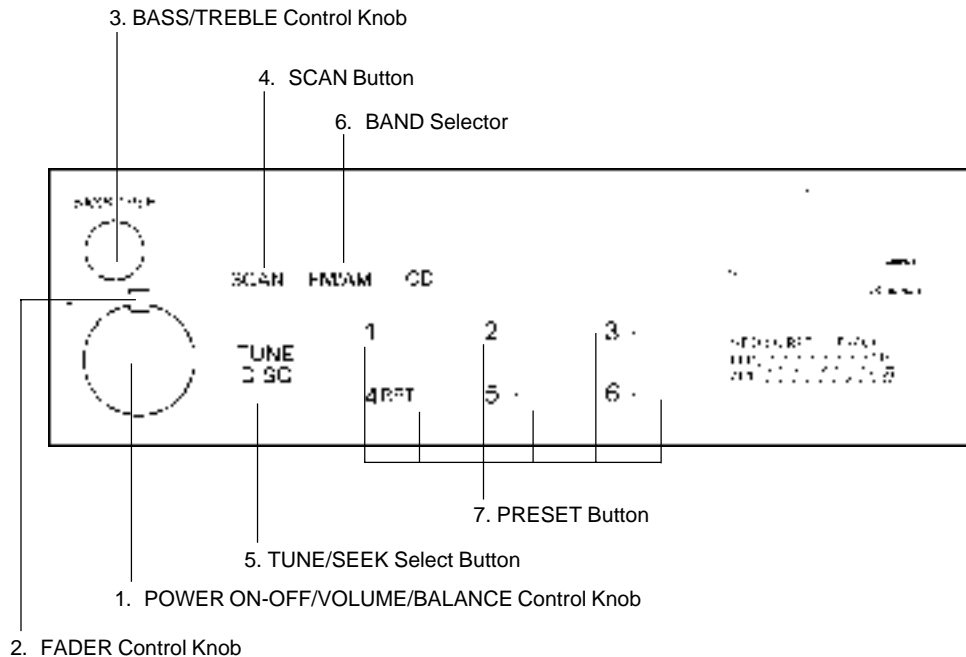 3. BASS/TREBLE Control Knob
4. SCAN Button
6. BAND Selector
SCAN FM/AM CD
1 2 3
TUNE
DISC
4 RPT 5 6
7. PRESET Button
5. TUNE/SEEK Select Button
1. POWER ON-OFF/VOLUME/BALANCE Control Knob
2. FADER Control Knob